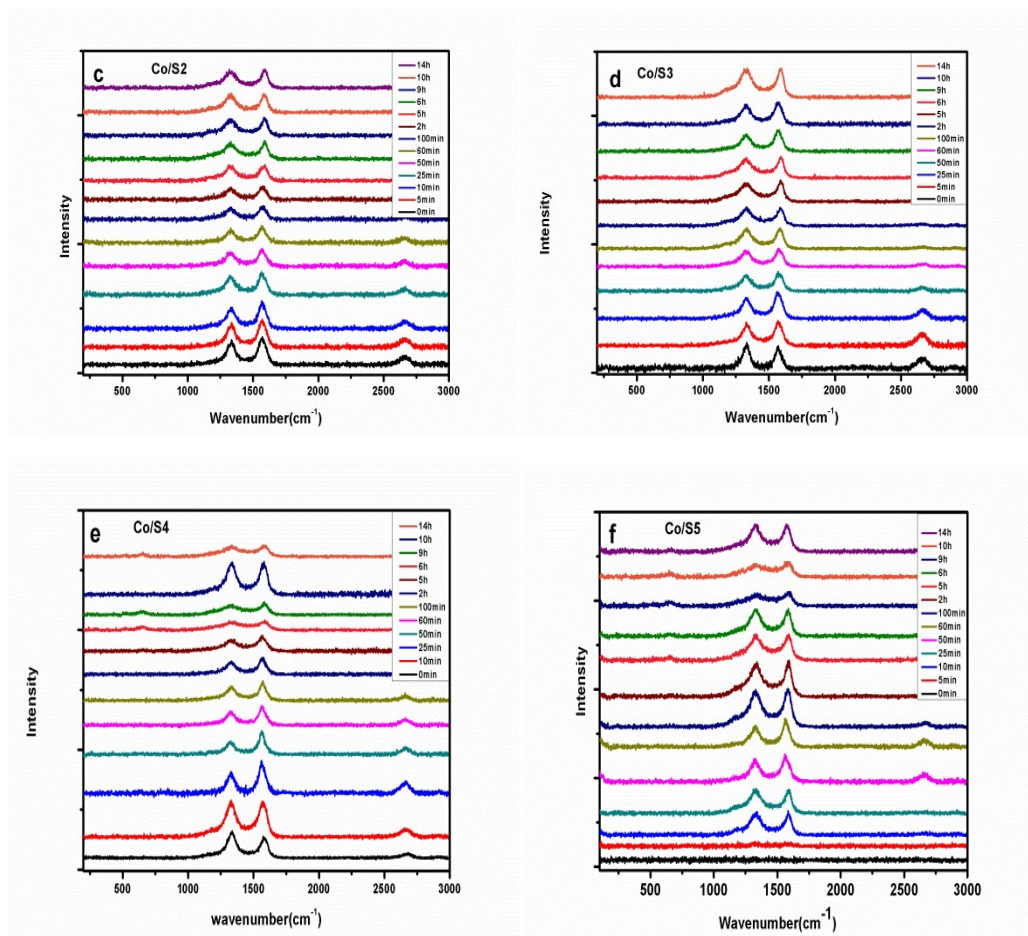 c
Co/S2
14h
10h
9h
6h
5h
2h
100min
60min
50min
25min
10min
5min
0min
Intensity
500 1000 1500 2000 2500 3000
Wavenumber(cm⁻¹)
d
Co/S3
14h
10h
9h
6h
5h
2h
100min
60min
50min
25min
5min
0min
Intensity
500 1000 1500 2000 2500 3000
Wavenumber(cm⁻¹)
e
Co/S4
14h
10h
9h
6h
5h
2h
100min
60min
50min
25min
10min
0min
Intensity
500 1000 1500 2000 2500 3000
wavenumber(cm⁻¹)
f
Co/S5
14h
10h
9h
6h
5h
2h
100min
60min
50min
25min
10min
5min
0min
Intensity
500 1000 1500 2000 2500 3000
Wavenumber(cm⁻¹)